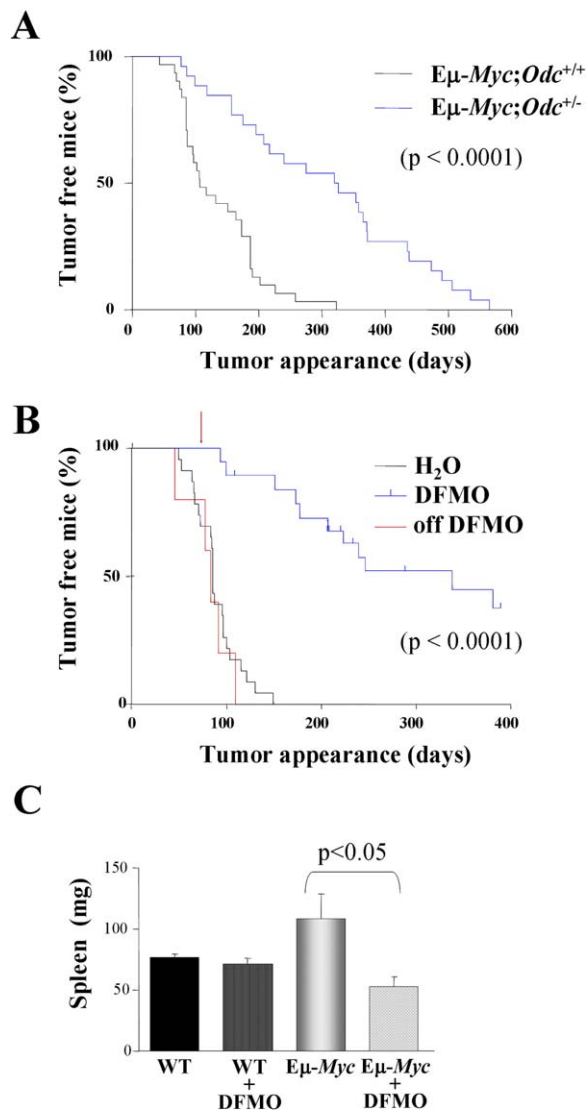 A
Tumor free mice (%)
100
50
0
Eμ-Myc;Odc+/+
Eμ-Myc;Odc+/-
(p < 0.0001)
0 100 200 300 400 500 600
Tumor appearance (days)
B
Tumor free mice (%)
100
50
0
H2O
DFMO
off DFMO
(p < 0.0001)
0 100 200 300 400
Tumor appearance (days)
C
Spleen (mg)
150
100
50
0
p<0.05
WT
WT
+
DFMO
Eμ-Myc
Eμ-Myc
+ DFMO